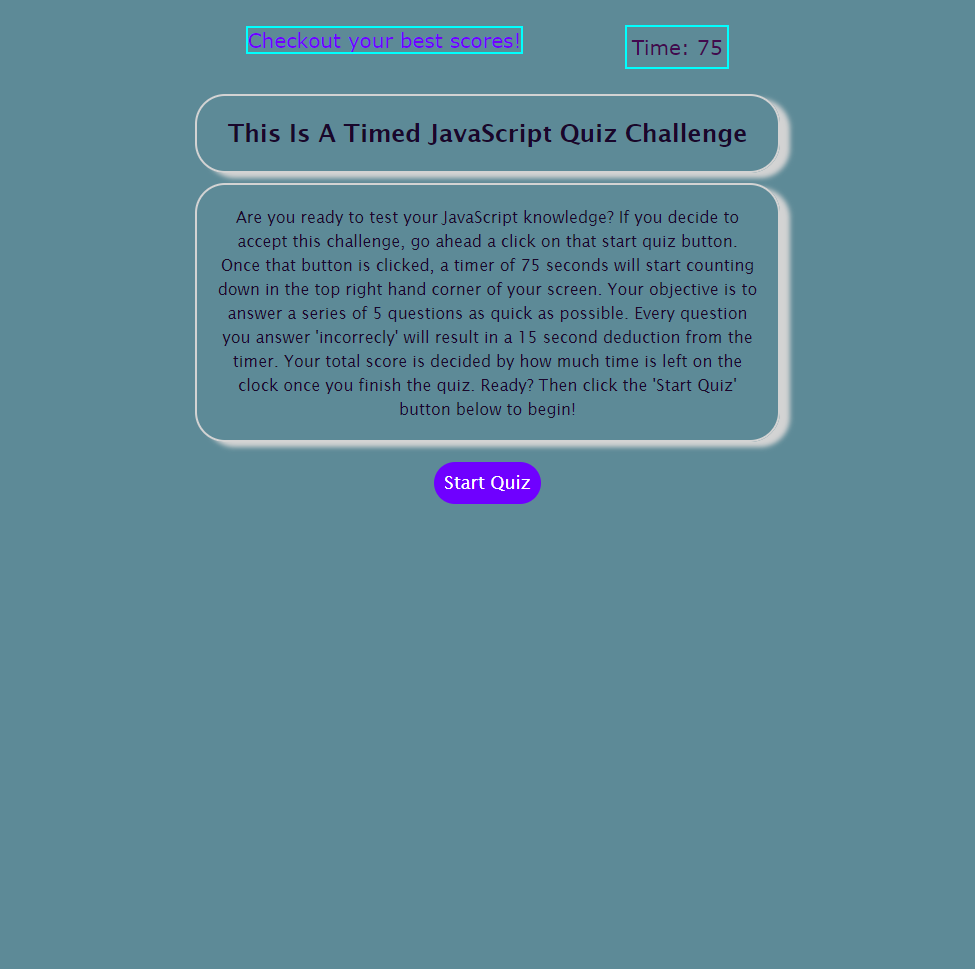 Checkout your best scores!
Time: 75
This Is A Timed JavaScript Quiz Challenge
Are you ready to test your JavaScript knowledge? If you decide to
accept this challenge, go ahead a click on that start quiz button.
Once that button is clicked, a timer of 75 seconds will start counting
down in the top right hand corner of your screen. Your objective is to
answer a series of 5 questions as quick as possible. Every question
you answer 'incorrecly' will result in a 15 second deduction from the
timer. Your total score is decided by how much time is left on the
clock once you finish the quiz. Ready? Then click the 'Start Quiz'
button below to begin!
Start Quiz